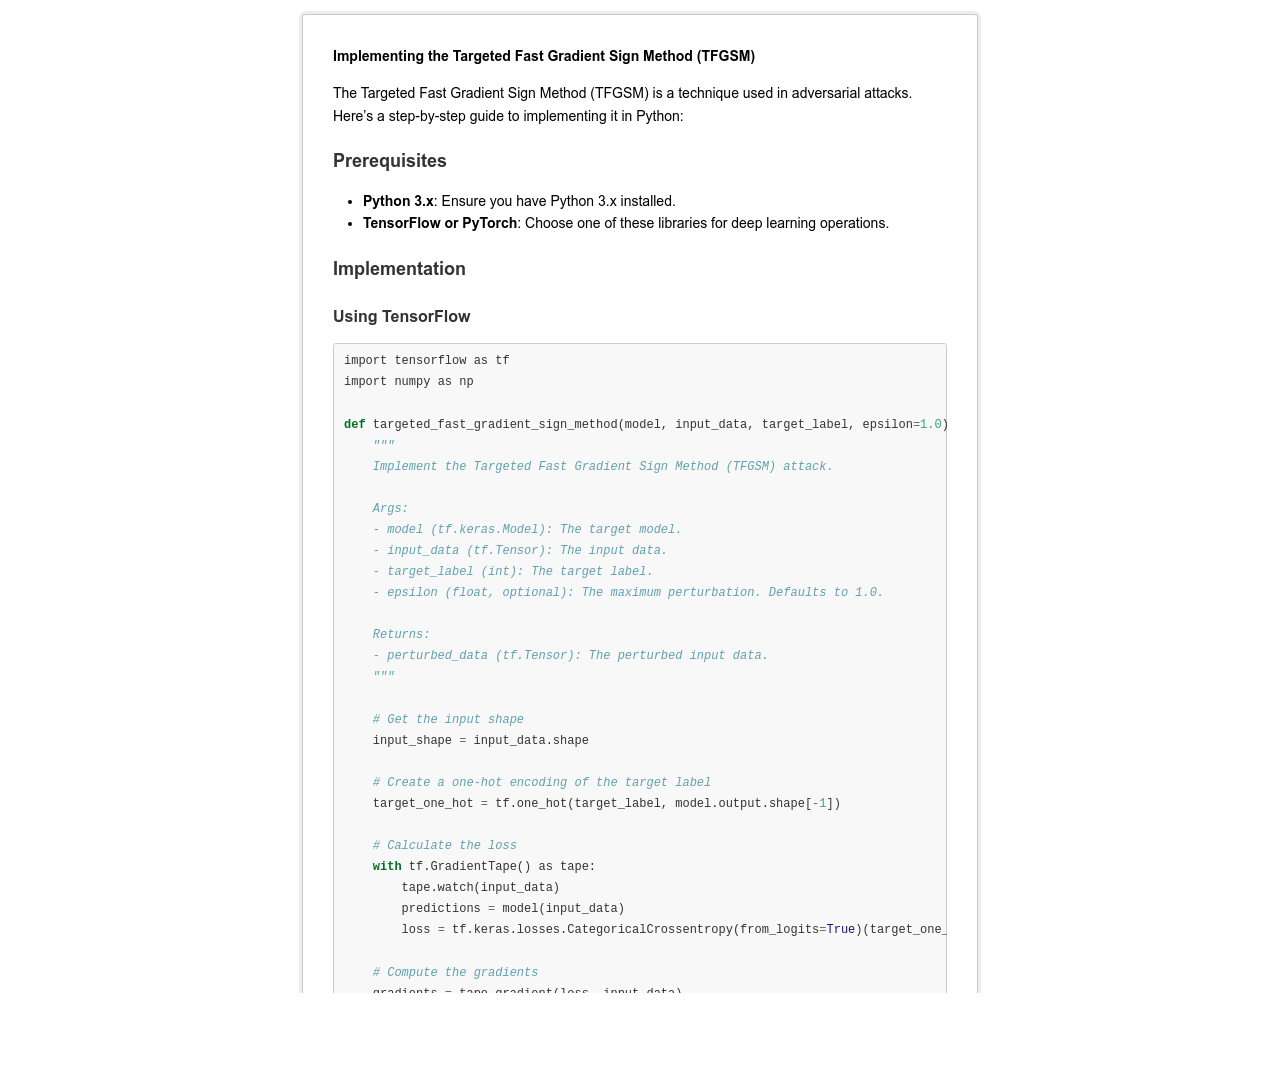 Implementing the Targeted Fast Gradient Sign Method (TFGSM)
The Targeted Fast Gradient Sign Method (TFGSM) is a technique used in adversarial attacks.
Here's a step-by-step guide to implementing it in Python:
Prerequisites
• Python 3.x: Ensure you have Python 3.x installed.
• TensorFlow or PyTorch: Choose one of these libraries for deep learning operations.
Implementation
Using TensorFlow
import tensorflow as tf
import numpy as np
def targeted_fast_gradient_sign_method(model, input_data, target_label, epsilon=1.0)
"""
Implement the Targeted Fast Gradient Sign Method (TFGSM) attack.
Args:
- model (tf.keras.Model): The target model.
- input_data (tf.Tensor): The input data.
- target_label (int): The target label.
- epsilon (float, optional): The maximum perturbation. Defaults to 1.0.
Returns:
- perturbed_data (tf.Tensor): The perturbed input data.
"""
# Get the input shape
input_shape = input_data.shape
# Create a one-hot encoding of the target label
target_one_hot = tf.one_hot(target_label, model.output.shape[-1])
# Calculate the loss
with tf.GradientTape() as tape:
tape.watch(input_data)
predictions = model(input_data)
loss = tf.keras.losses.CategoricalCrossentropy(from_logits=True)(target_one_
# Compute the gradients
gradients = tape.gradient(loss, input_data)